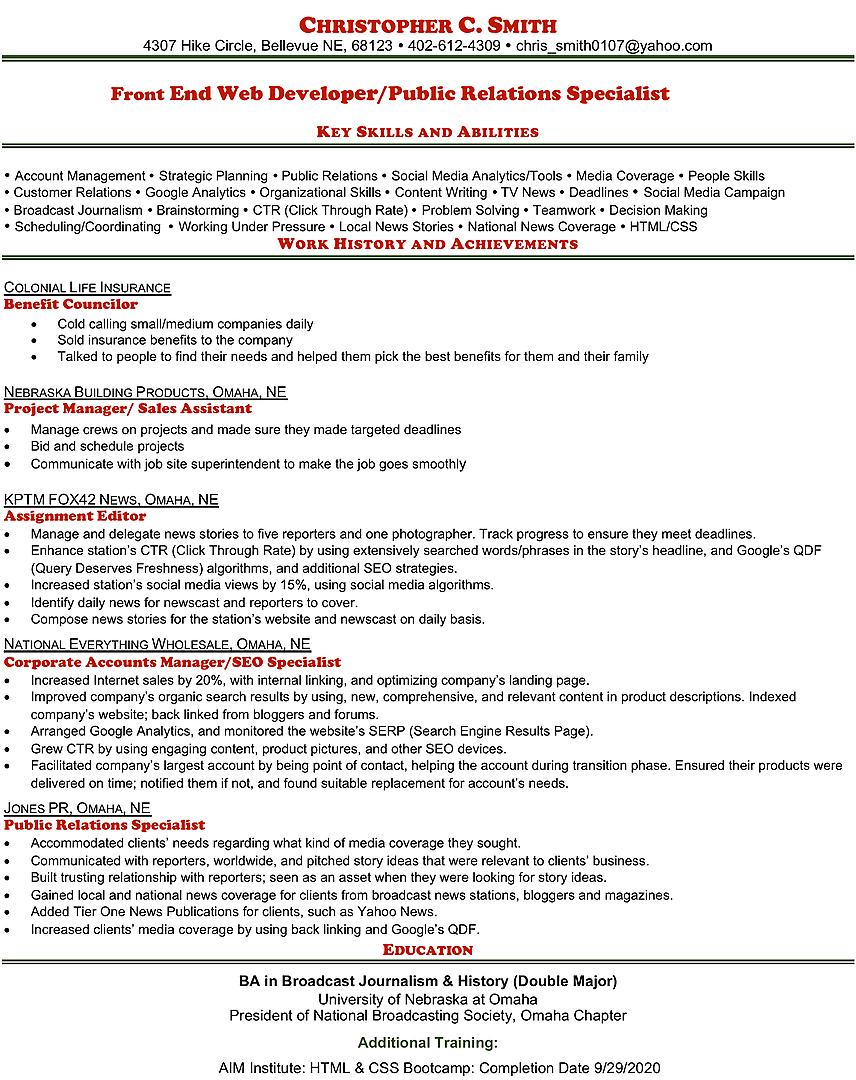 CHRISTOPHER C. SMITH
4307 Hike Circle, Bellevue NE, 68123 • 402-612-4309 • chris_smith0107@yahoo.com
Front End Web Developer/Public Relations Specialist
KEY SKILLS AND ABILITIES
• Account Management • Strategic Planning • Public Relations • Social Media Analytics/Tools • Media Coverage • People Skills
• Customer Relations • Google Analytics • Organizational Skills • Content Writing • TV News • Deadlines • Social Media Campaign
• Broadcast Journalism • Brainstorming • CTR (Click Through Rate) • Problem Solving • Teamwork • Decision Making
• Scheduling/Coordinating • Working Under Pressure • Local News Stories • National News Coverage • HTML/CSS
WORK HISTORY AND ACHIEVEMENTS
COLONIAL LIFE INSURANCE
Benefit Councilor
• Cold calling small/medium companies daily
• Sold insurance benefits to the company
• Talked to people to find their needs and helped them pick the best benefits for them and their family
NEBRASKA BUILDING PRODUCTS, OMAHA, NE
Project Manager/ Sales Assistant
• Manage crews on projects and made sure they made targeted deadlines
• Bid and schedule projects
• Communicate with job site superintendent to make the job goes smoothly
KPTM FOX42 NEWS, OMAHA, NE
Assignment Editor
• Manage and delegate news stories to five reporters and one photographer. Track progress to ensure they meet deadlines.
• Enhance station's CTR (Click Through Rate) by using extensively searched words/phrases in the story's headline, and Google's QDF
(Query Deserves Freshness) algorithms, and additional SEO strategies.
• Increased station's social media views by 15%, using social media algorithms.
• Identify daily news for newscast and reporters to cover.
• Compose news stories for the station's website and newscast on daily basis.
NATIONAL EVERYTHING WHOLESALE, OMAHA, NE
Corporate Accounts Manager/SEO Specialist
• Increased Internet sales by 20%, with internal linking, and optimizing company's landing page.
• Improved company's organic search results by using, new, comprehensive, and relevant content in product descriptions. Indexed
company's website; back linked from bloggers and forums.
• Arranged Google Analytics, and monitored the website's SERP (Search Engine Results Page).
• Grew CTR by using engaging content, product pictures, and other SEO devices.
• Facilitated company's largest account by being point of contact, helping the account during transition phase. Ensured their products were
delivered on time; notified them if not, and found suitable replacement for account's needs.
JONES PR, OMAHA, NE
Public Relations Specialist
• Accommodated clients' needs regarding what kind of media coverage they sought.
• Communicated with reporters, worldwide, and pitched story ideas that were relevant to clients' business.
• Built trusting relationship with reporters; seen as an asset when they were looking for story ideas.
• Gained local and national news coverage for clients from broadcast news stations, bloggers and magazines.
• Added Tier One News Publications for clients, such as Yahoo News.
• Increased clients' media coverage by using back linking and Google's QDF.
EDUCATION
BA in Broadcast Journalism & History (Double Major)
University of Nebraska at Omaha
President of National Broadcasting Society, Omaha Chapter
Additional Training:
AIM Institute: HTML & CSS Bootcamp: Completion Date 9/29/2020